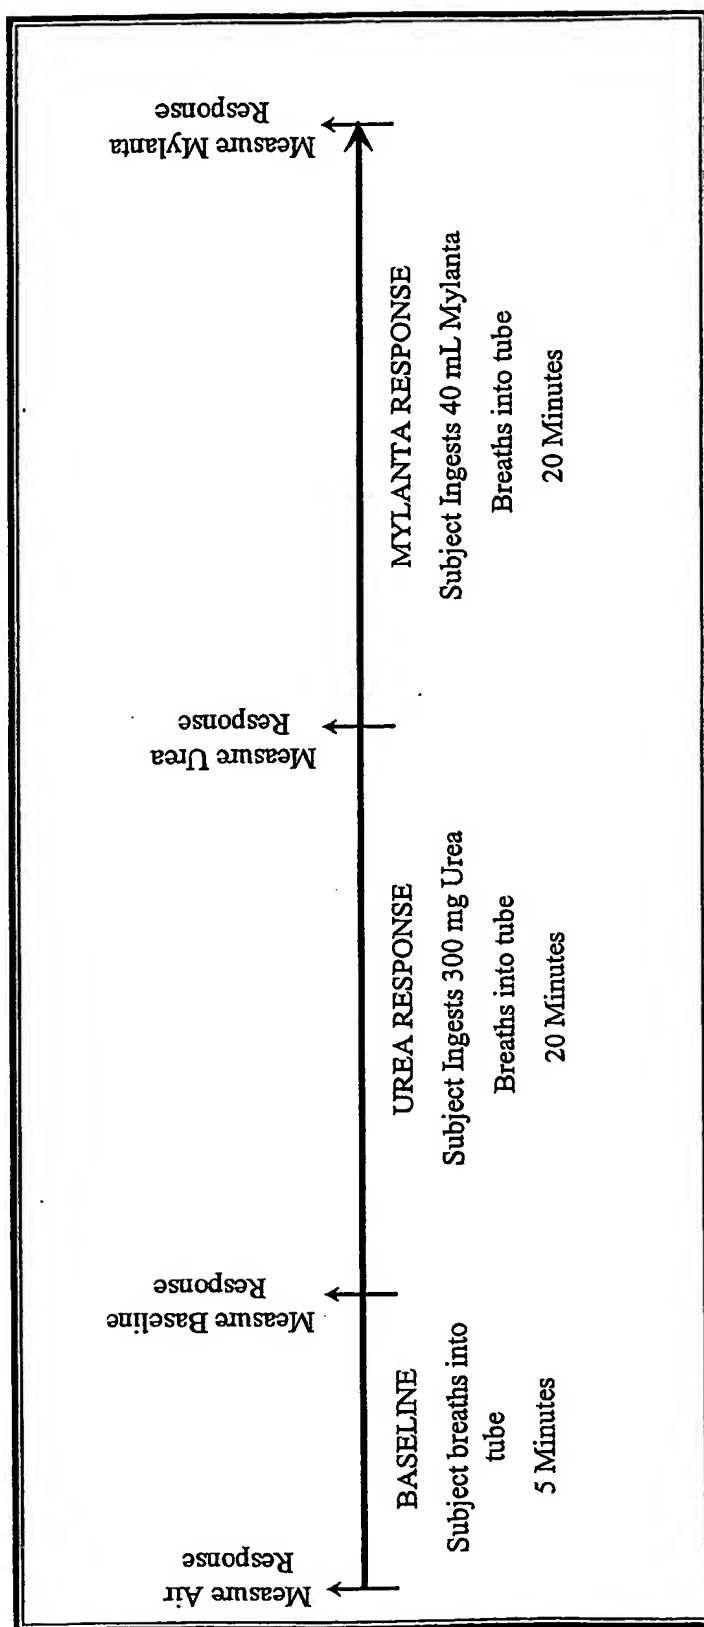 Measure Air
Response
Measure Baseline
Response
Measure Urea
Response
Measure Mylanta
Response
BASELINE
Subject breaths into
tube
5 Minutes
UREA RESPONSE
Subject Ingests 300 mg Urea
Breaths into tube
20 Minutes
MYLANTA RESPONSE
Subject Ingests 40 mL Mylanta
Breaths into tube
20 Minutes